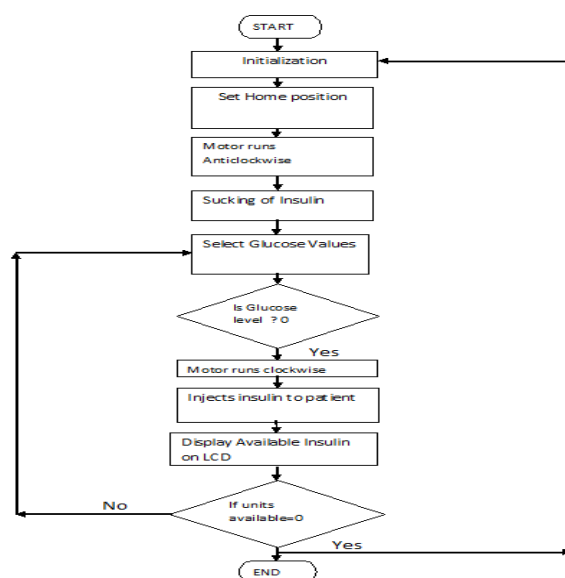 START
Initialization
Set Home position
Motor runs
Anticlockwise
Sucking of Insulin
Select Glucose Values
Is Glucose
level ? 0
Yes
Motor runs clockwise
Injects insulin to patient
Display Available Insulin
on LCD
No
If units
available=0
Yes
END